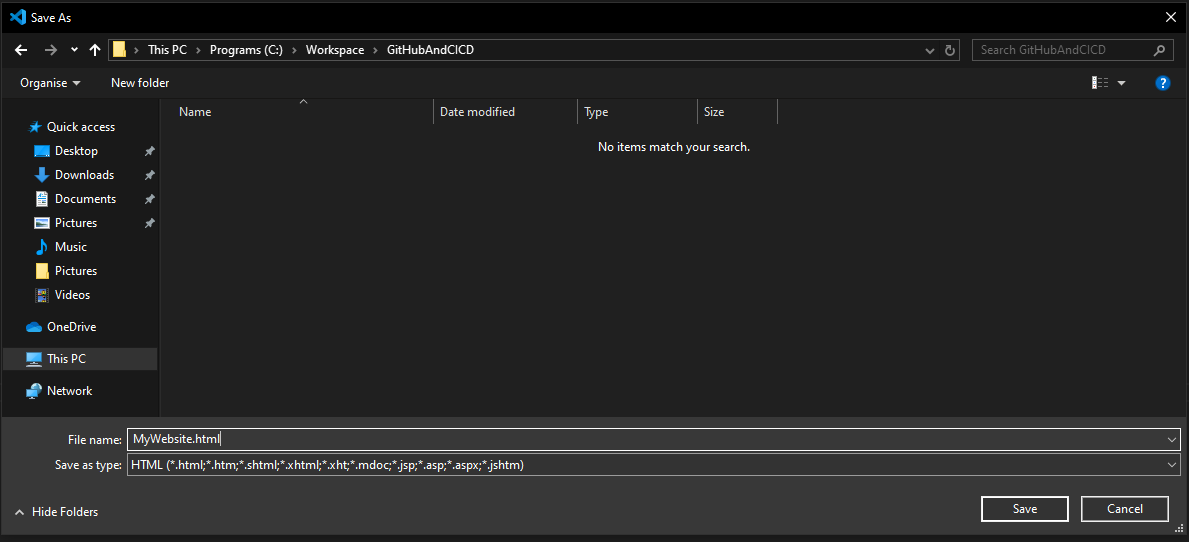 Save As
This PC > Programs (C:) > Workspace > GitHubAndCICD
Search GitHubAndCICD
Organise
New folder
?
Name
Date modified
Type
Size
No items match your search.
Quick access
Desktop
Downloads
Documents
Pictures
Music
Pictures
Videos
OneDrive
This PC
Network
File name: MyWebsite.html
Save as type: HTML (*.html;*.htm;*.shtml;*.xhtml;*.xht;*.mdoc;*.jsp;*.asp;*.aspx;*.jshtm)
Hide Folders
Save
Cancel